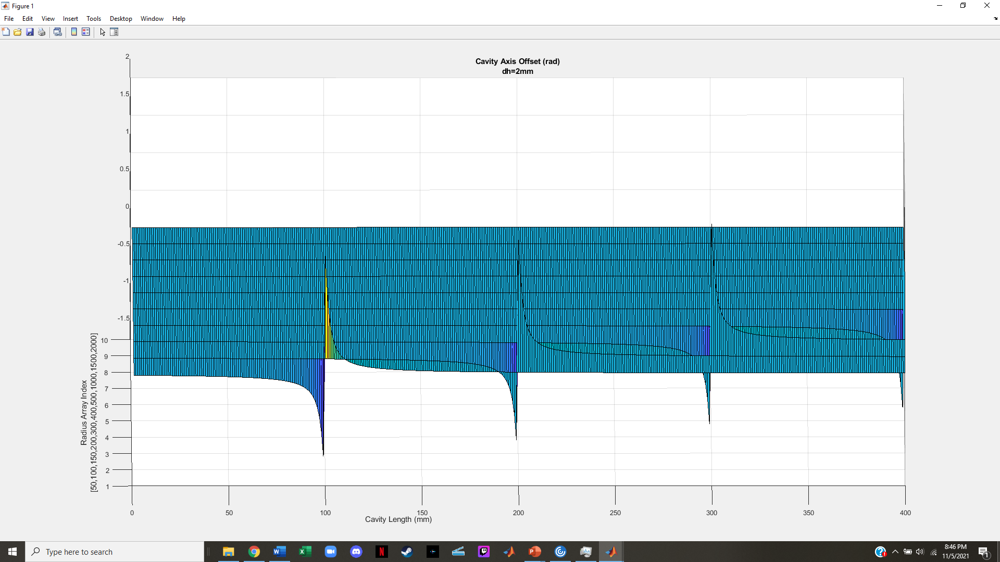 Figure 1
File Edit View Insert Tools Desktop Window Help
Cavity Axis Offset (rad)
dh=2mm
2
1.5
1
0.5
0
-0.5
-1
-1.5
10
9
8
7
6
5
4
3
2
1
Radius Array Index
[50,100,150,200,300,400,500,1000,1500,2000]
0 50 100 150 200 250 300 350 400
Cavity Length (mm)
Type here to search
8:46 PM
11/5/2021
1